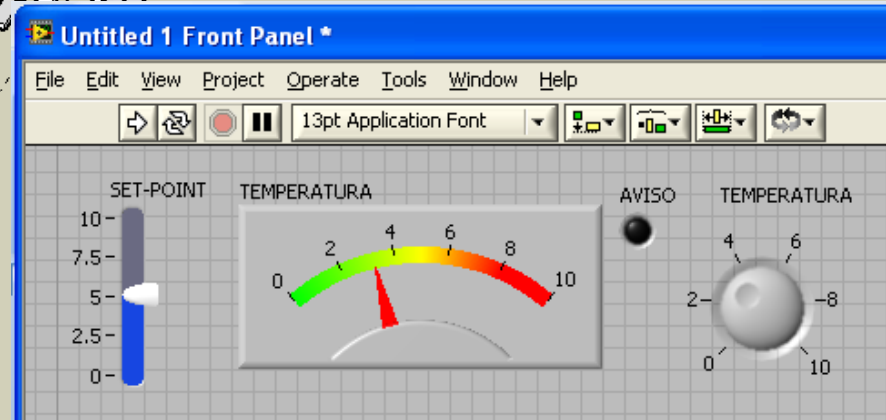 Untitled 1 Front Panel *
File Edit View Project Operate Tools Window Help
13pt Application Font
SET-POINT
10
7.5
5
2.5
0
TEMPERATURA
0 2 4 6 8 10
AVISO
TEMPERATURA
0 2 4 6 8 10